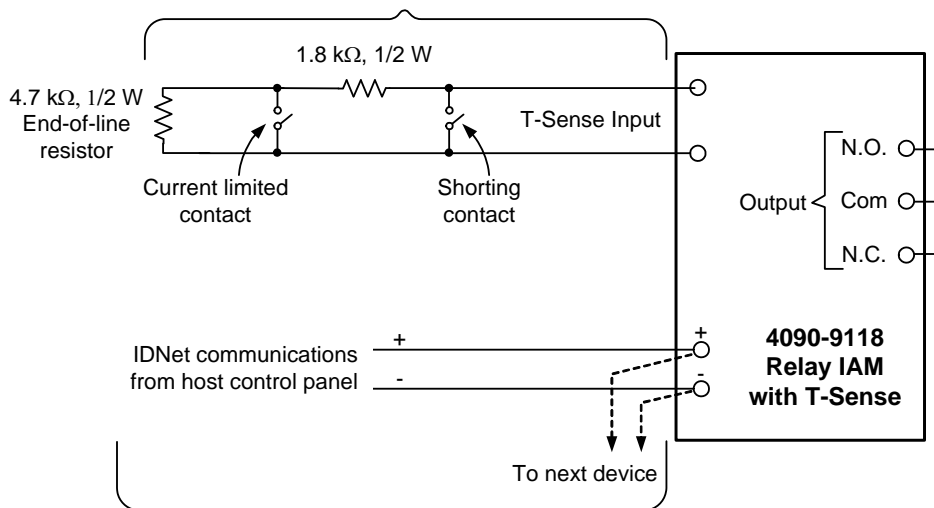 1.8 kΩ, 1/2 W
4.7 kΩ, 1/2 W
End-of-line
resistor
T-Sense Input
Current limited
contact
Shorting
contact
Output
N.O.
Com
N.C.
IDNet communications
from host control panel
+
-
+
-
4090-9118
Relay IAM
with T-Sense
To next device